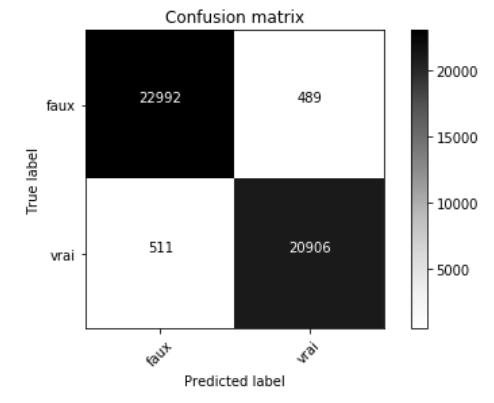 Confusion matrix
True label
faux
22992
489
vrai
511
20906
faux
vrai
Predicted label
20000
15000
10000
5000